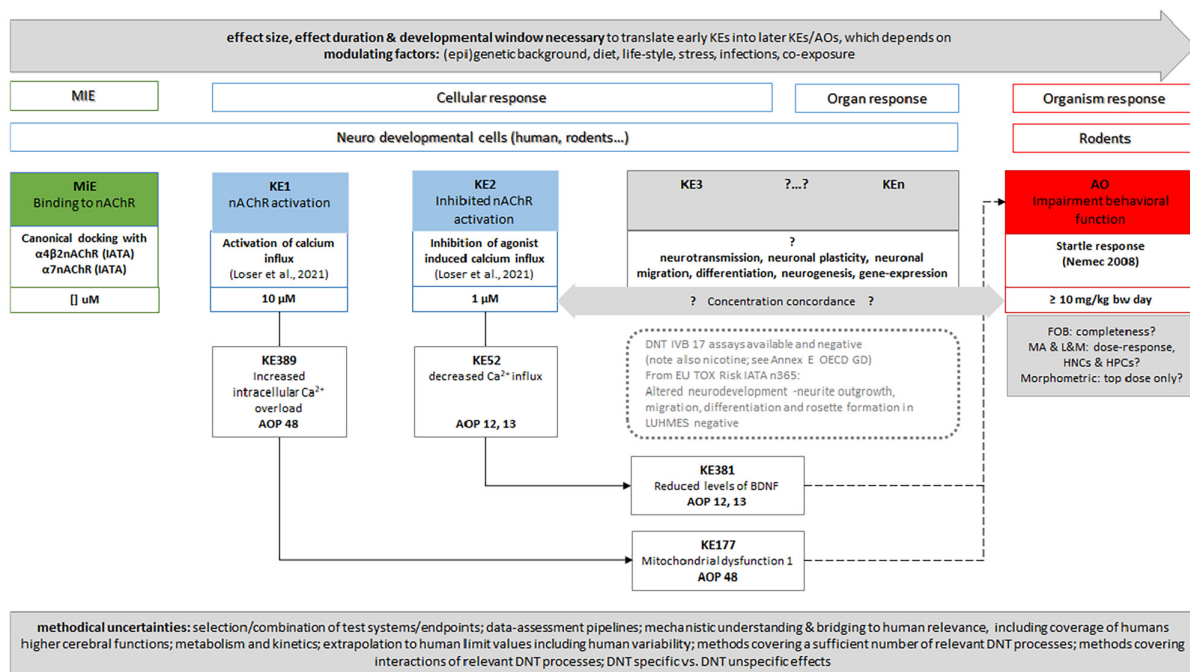 effect size, effect duration & developmental window necessary to translate early KEs into later KEs/AOs, which depends on
modulating factors: (epi)genetic background, diet, life-style, stress, infections, co-exposure
MIE
Cellular response
Organ response
Organism response
Neuro developmental cells (human, rodents...)
Rodents
MiE
Binding to nAChR
Canonical docking with
α4β2nAChR (IATA)
α7nAChR (IATA)
[] uM
KE1
nAChR activation
Activation of calcium
influx
(Loser et al., 2021)
10 µM
KE389
Increased
intracellular Ca2+
overload
AOP 48
KE2
Inhibited nAChR
activation
Inhibition of agonist
induced calcium influx
(Loser et al., 2021)
1 µM
KE52
decreased Ca2+ influx
AOP 12, 13
KE3 ?...? KEn
?
neurotransmission, neuronal plasticity, neuronal
migration, differentiation, neurogenesis, gene-expression
? Concentration concordance ?
DNT IVB 17 assays available and negative
(note also nicotine; see Annex E OECD GD)
From EU TOX Risk IATA n365:
Altered neurodevelopment -neurite outgrowth,
migration, differentiation and rosette formation in
LUHMES negative
KE381
Reduced levels of BDNF
AOP 12, 13
KE177
Mitochondrial dysfunction 1
AOP 48
AO
Impairment behavioral
function
Startle response
(Nemec 2008)
≥ 10 mg/kg bw day
FOB: completeness?
MA & L&M: dose-response,
HNCs & HPCs?
Morphometric: top dose only?
methodical uncertainties: selection/combination of test systems/endpoints; data-assessment pipelines; mechanistic understanding & bridging to human relevance, including coverage of humans
higher cerebral functions; metabolism and kinetics; extrapolation to human limit values including human variability; methods covering a sufficient number of relevant DNT processes; methods covering
interactions of relevant DNT processes; DNT specific vs. DNT unspecific effects